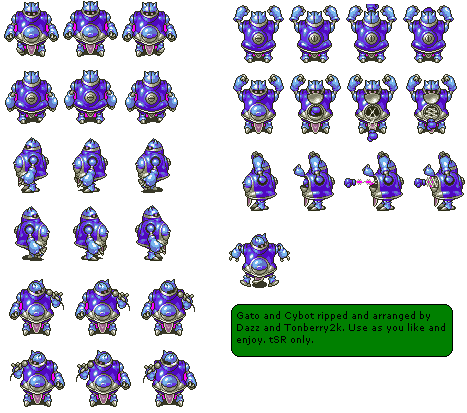 Gato and Cybot ripped and arranged by
Dazz and Tonberry2k. Use as you like and
enjoy, tSR only.